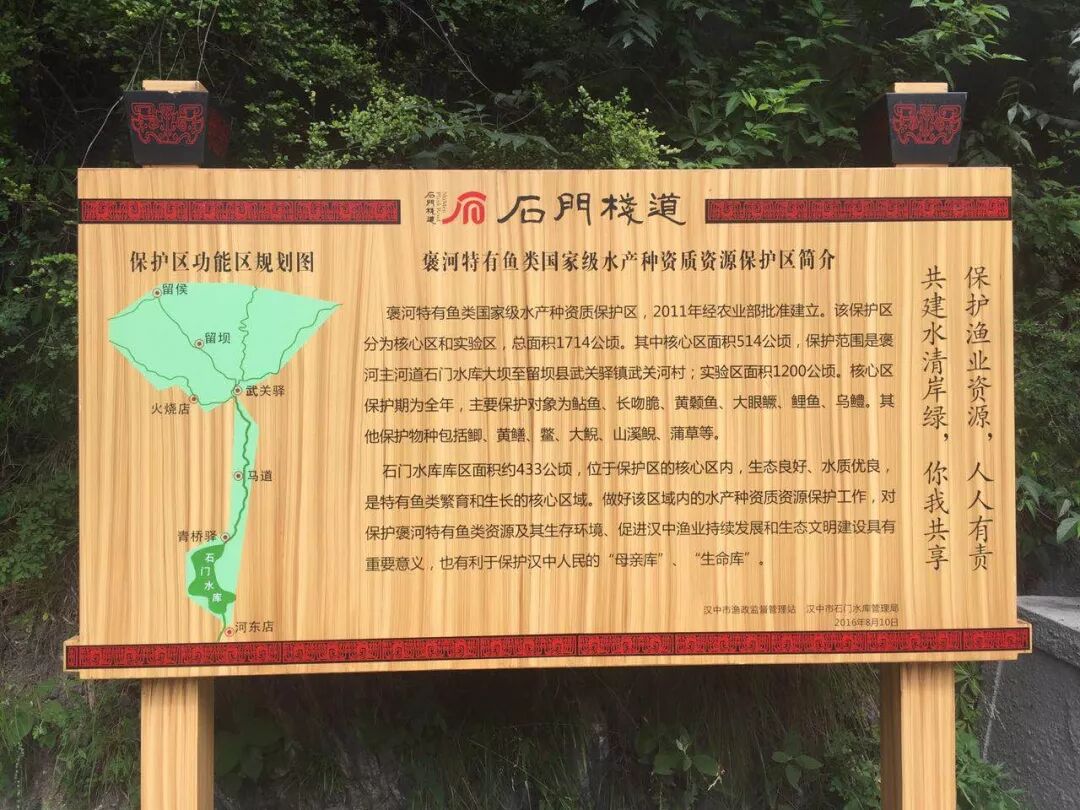 石門棧道
石門棧道
保护区功能区规划图
留侯
留坝
武关驿
火烧店
马道
青桥驿
石门水库
河东店
褒河特有鱼类国家级水产种质资源保护区简介
褒河特有鱼类国家级水产种资质保护区，2011年经农业部批准建立。该保护区
分为核心区和实验区，总面积1714公顷。其中核心区面积514公顷，保护范围是褒
河主河道石门水库大坝至留坝县武关驿镇武关河村；实验区面积1200公顷。核心区
保护期为全年，主要保护对象为鲇鱼、长吻脆、黄颡鱼、大眼鳜、鲤鱼、乌鳢。其
他保护物种包括鲫、黄鳝、鳖、大鲵、山溪鲵、蒲草等。
石门水库库区面积约433公顷，位于保护区的核心区内，生态良好、水质优良，
是特有鱼类繁育和生长的核心区域。做好该区域内的水产种资质资源保护工作，对
保护褒河特有鱼类资源及其生存环境、促进汉中渔业持续发展和生态文明建设具有
重要意义，也有利于保护汉中人民的“母亲库”、“生命库”。
汉中市渔政监督管理站 汉中市石门水库管理局
2016年8月10日
保护渔业资源，人人有责
共建水清岸绿，你我共享